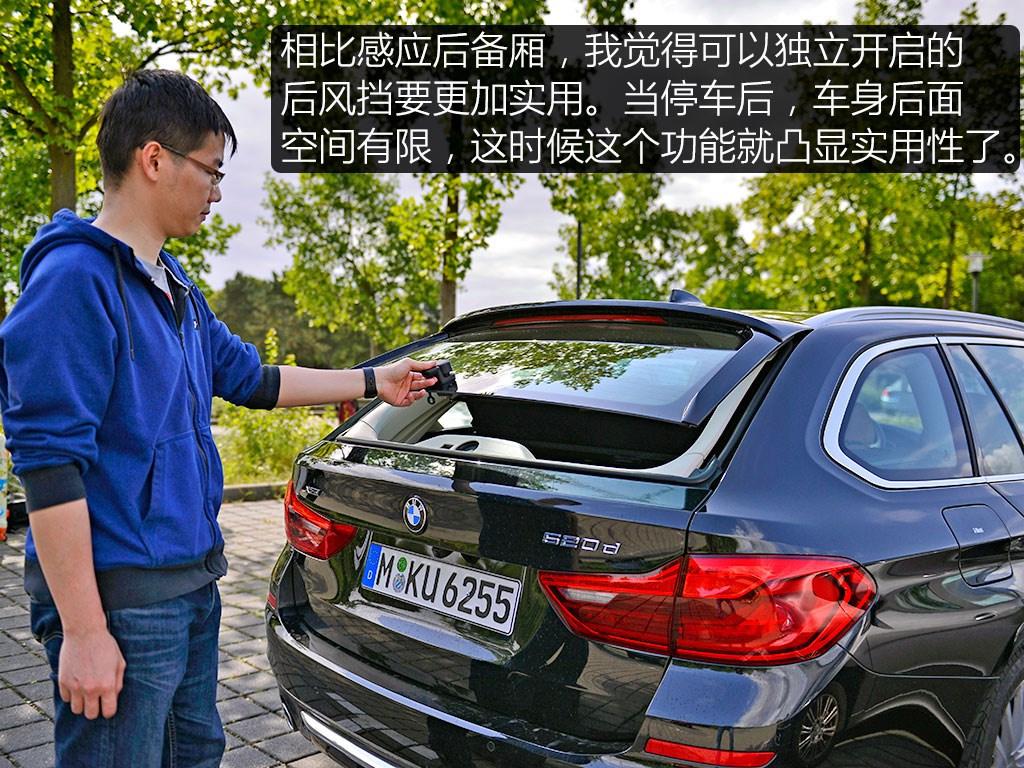 相比感应后备厢，我觉得可以独立开启的
后风挡要更加实用。当停车后，车身后面
空间有限，这时候这个功能就凸显实用性了。
520d
D M KU 6255